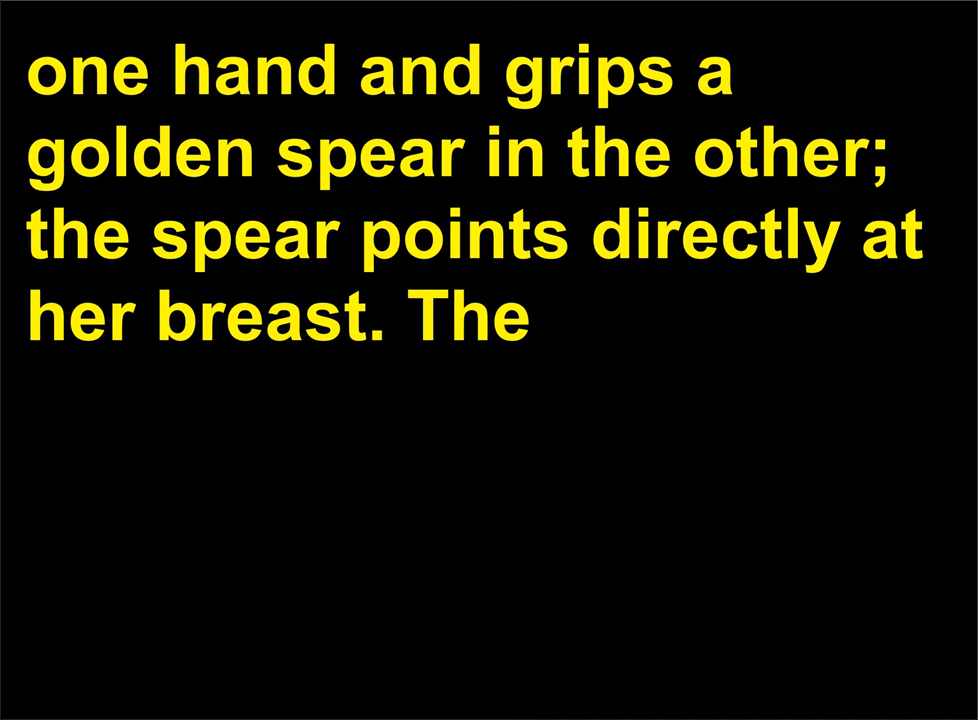 one hand and grips a
golden spear in the other;
the spear points directly at
her breast. The